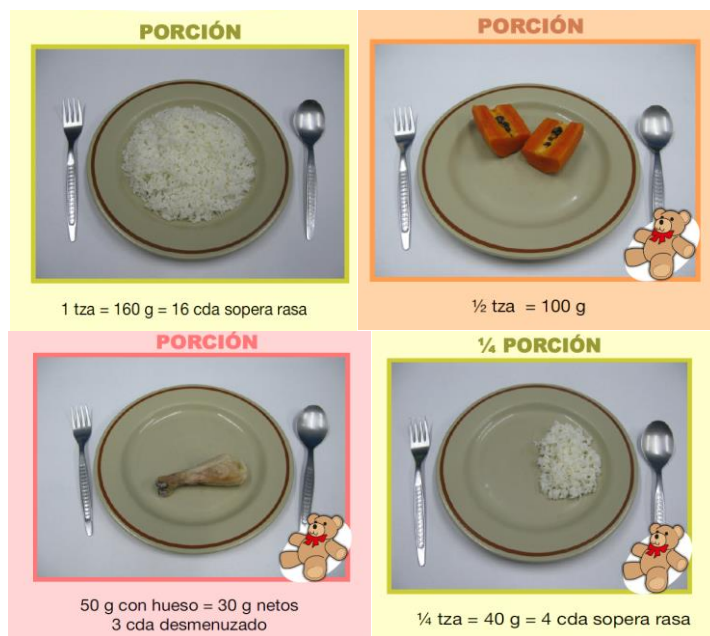 PORCIÓN
1 tza = 160 g = 16 cda sopera rasa
PORCIÓN
½ tza = 100 g
PORCIÓN
50 g con hueso = 30 g netos
3 cda desmenuzado
¼ PORCIÓN
¼ tza = 40 g = 4 cda sopera rasa